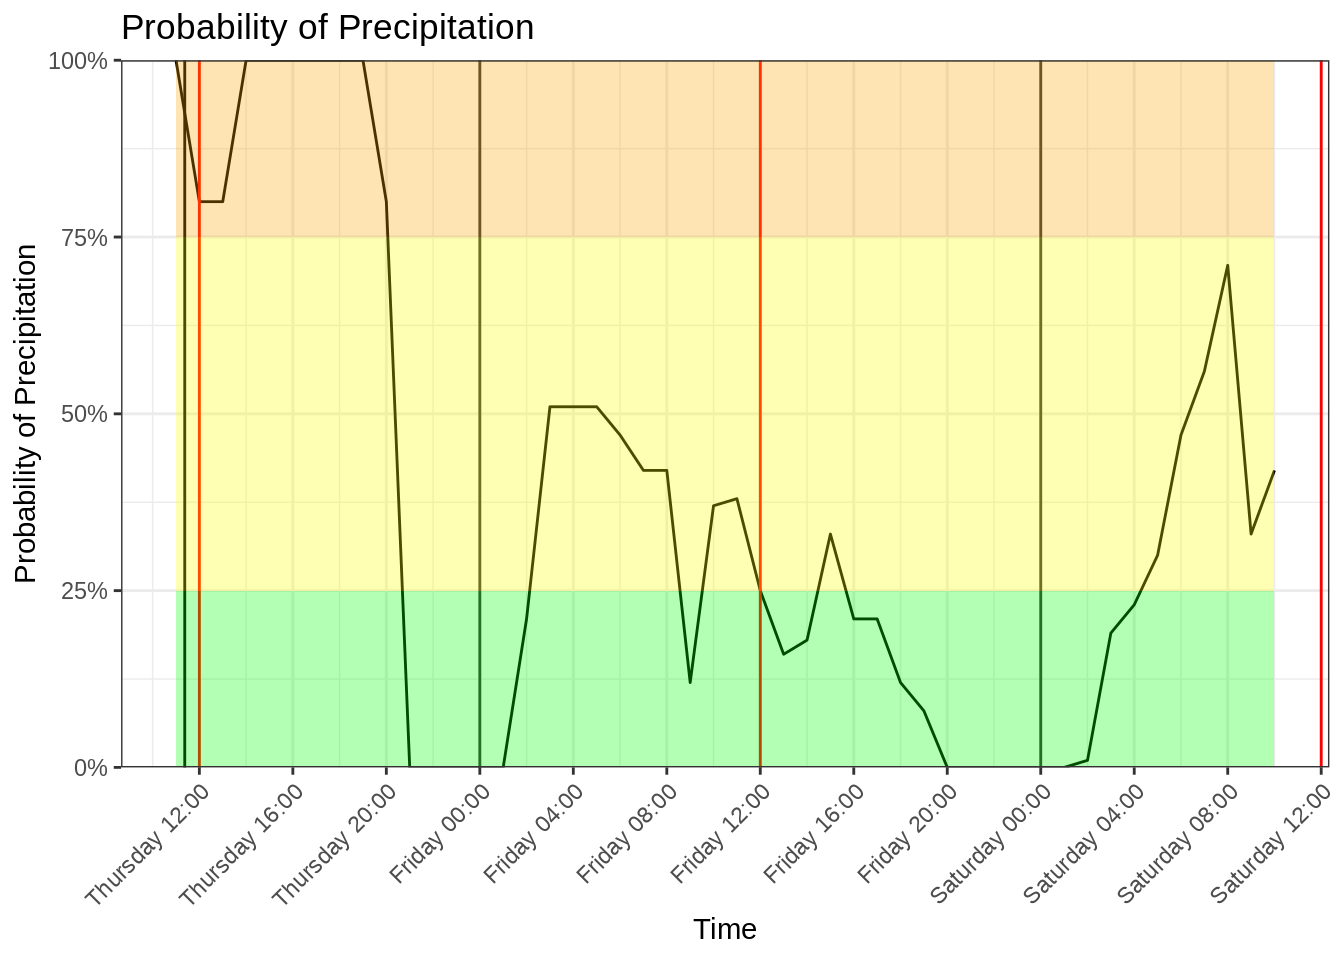 Probability of Precipitation
100%
75%
50%
25%
0%
Probability of Precipitation
Thursday 12:00
Thursday 16:00
Thursday 20:00
Friday 00:00
Friday 04:00
Friday 08:00
Friday 12:00
Friday 16:00
Friday 20:00
Saturday 00:00
Saturday 04:00
Saturday 08:00
Saturday 12:00
Time